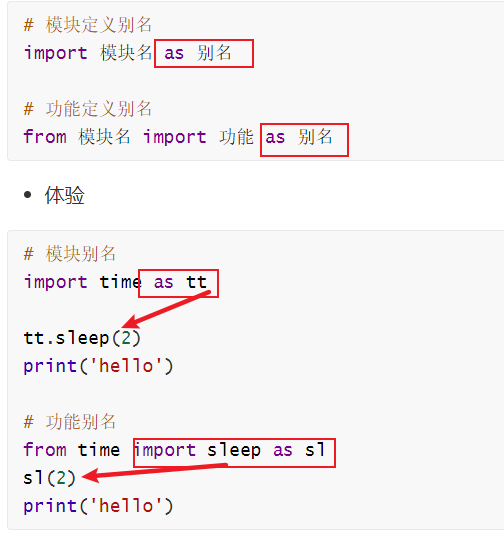 # 模块定义别名
import 模块名 as 别名
# 功能定义别名
from 模块名 import 功能 as 别名
体验
# 模块别名
import time as tt
tt.sleep(2)
print('hello')
# 功能别名
from time import sleep as sl
sl(2)
print('hello')